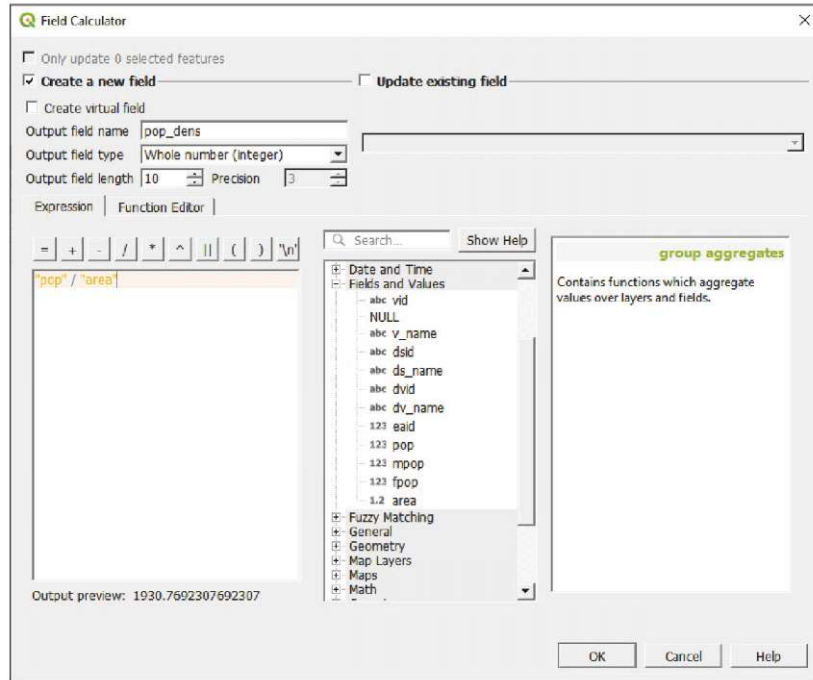 Field Calculator
Only update 0 selected features
Create a new field
Update existing field
Create virtual field
Output field name pop_dens
Output field type Whole number (integer)
Output field length 10 Precision 3
Expression Function Editor
= + - / * ^ || ( ) '\n'
"pop" / "area"
Output preview: 1930.7692307692307
Search... Show Help
Date and Time
Fields and Values
abc vid
NULL
abc v_name
abc dsid
abc ds_name
abc dvid
abc dv_name
123 eaid
123 pop
123 mpop
123 fpop
1.2 area
Fuzzy Matching
General
Geometry
Map Layers
Maps
Math
group aggregates
Contains functions which aggregate
values over layers and fields.
OK Cancel Help